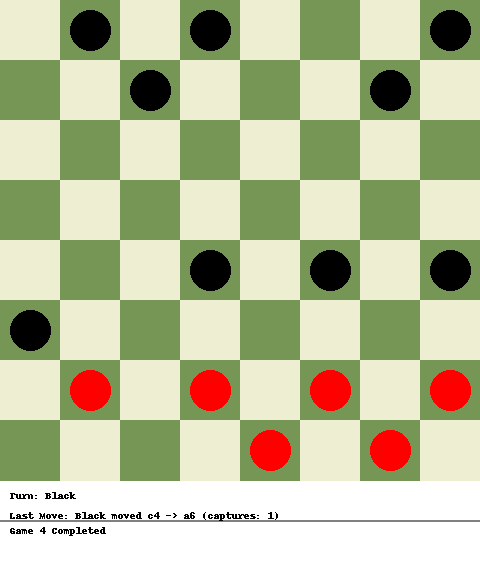 Turn: Black
Last Move: Black moved c4 -> a6 (captures: 1)
Game 4 Completed